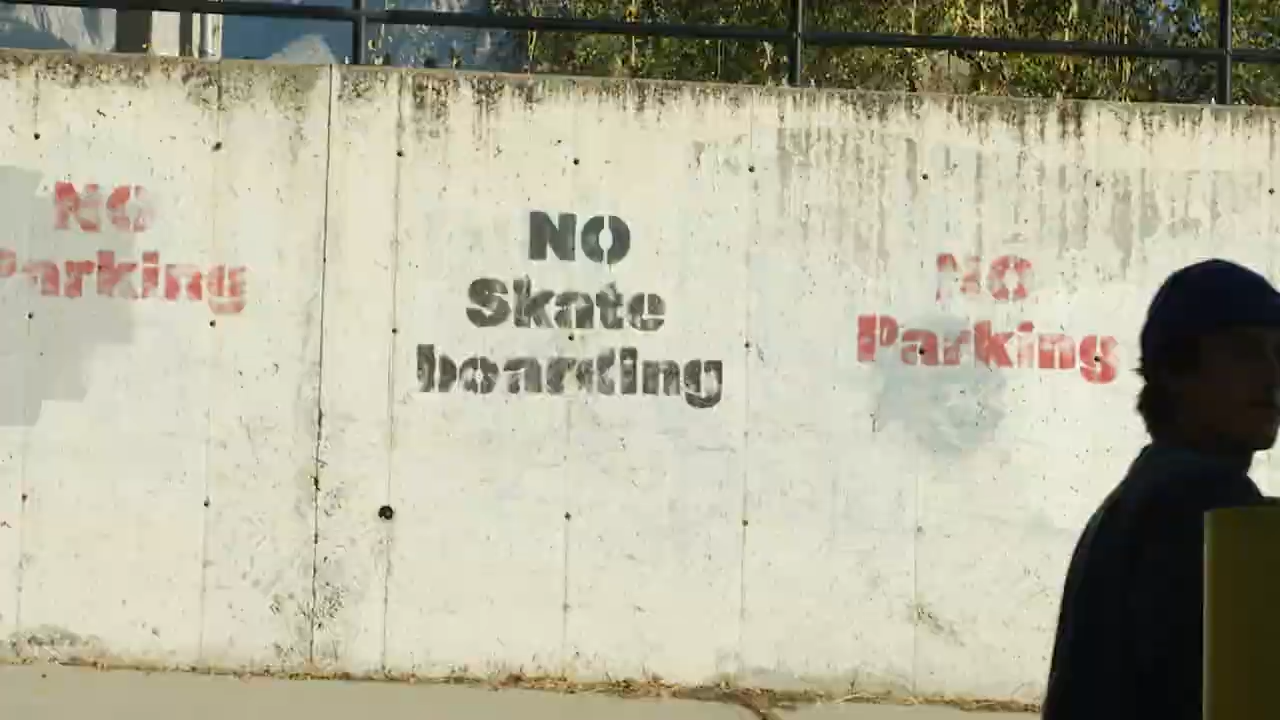 NO
Parking
NO
Skate
boarding
NO
Parking